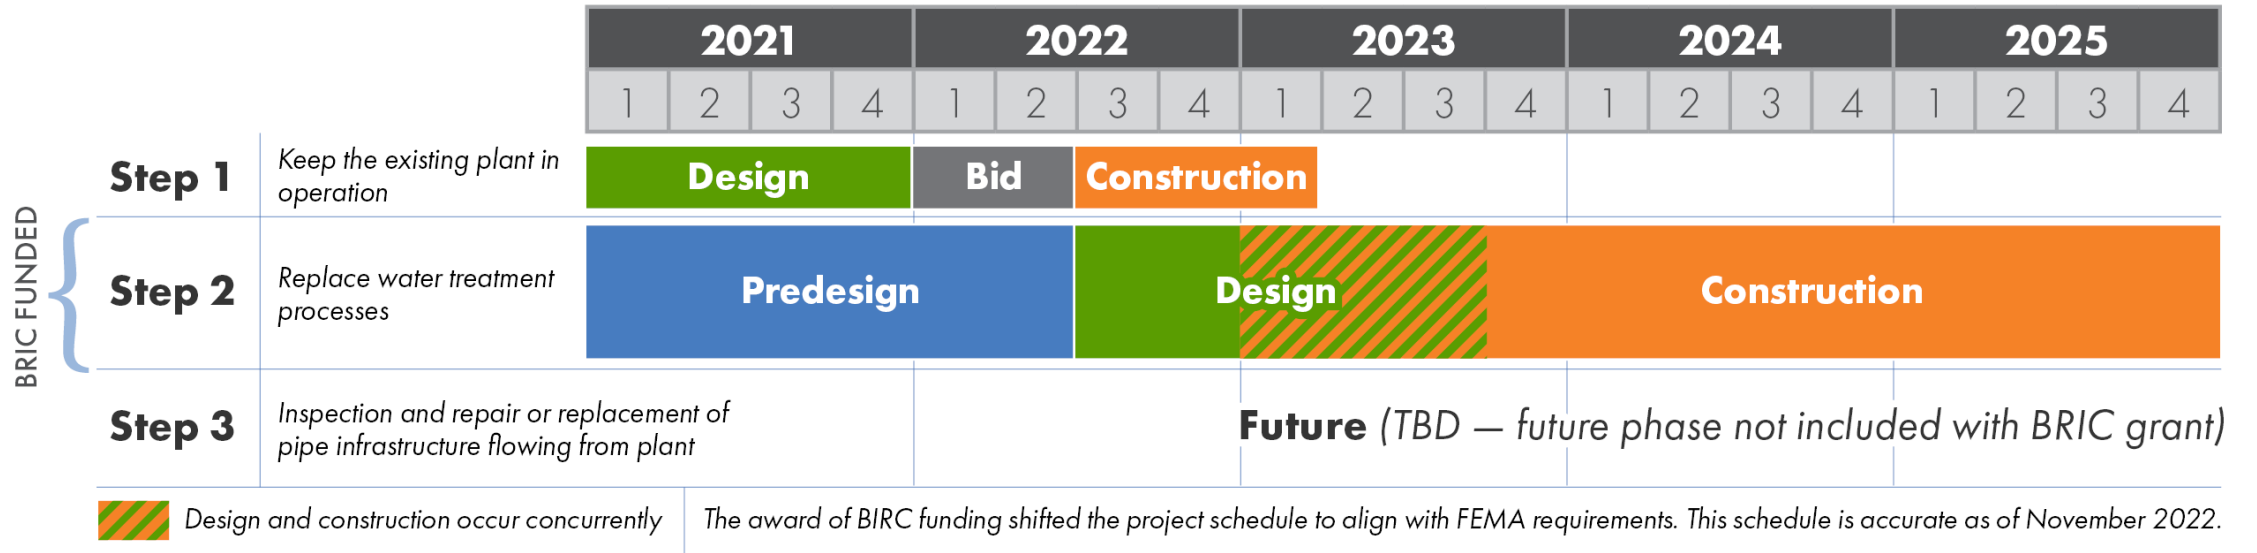 2021 2022 2023 2024 2025
1 2 3 4 1 2 3 4 1 2 3 4 1 2 3 4 1 2 3 4
Step 1
Keep the existing plant in
operation
Design Bid Construction
BRIC FUNDED
Step 2
Replace water treatment
processes
Predesign Design Construction
Step 3
Inspection and repair or replacement of
pipe infrastructure flowing from plant
Future (TBD — future phase not included with BRIC grant)
Design and construction occur concurrently
The award of BIRC funding shifted the project schedule to align with FEMA requirements. This schedule is accurate as of November 2022.